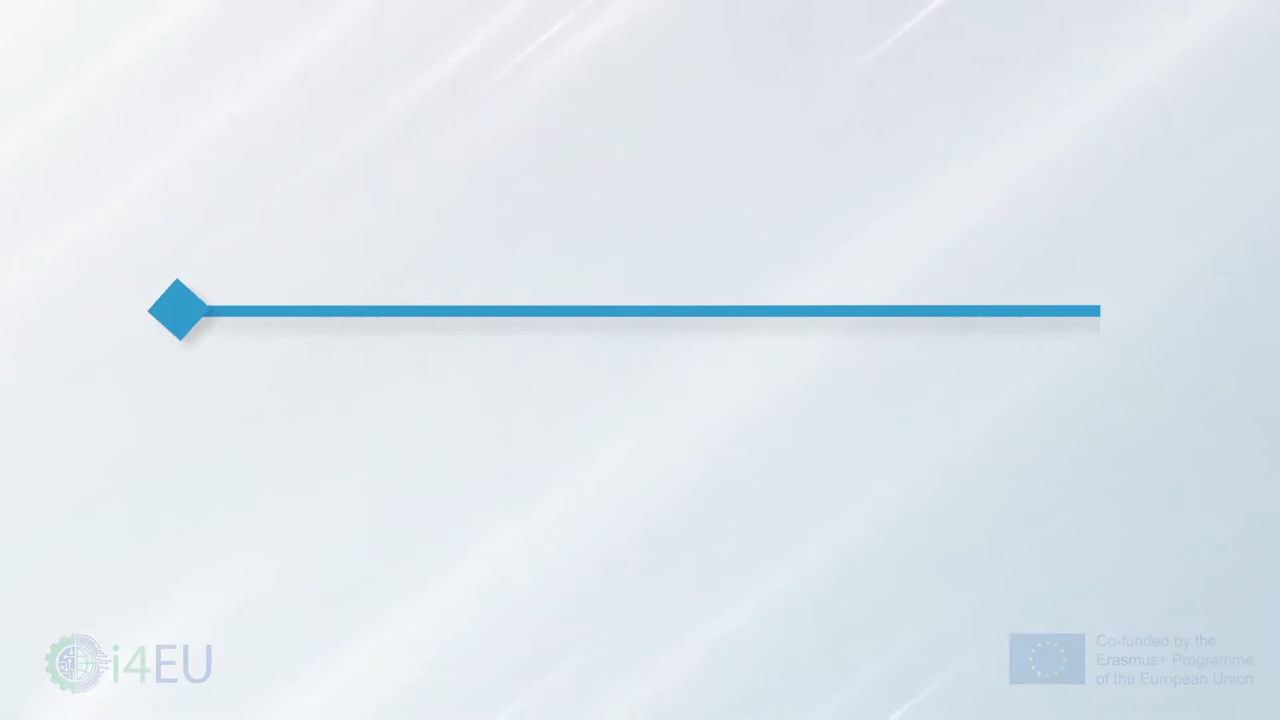 i4EU
Co-funded by the
Erasmus+ Programme
of the European Union